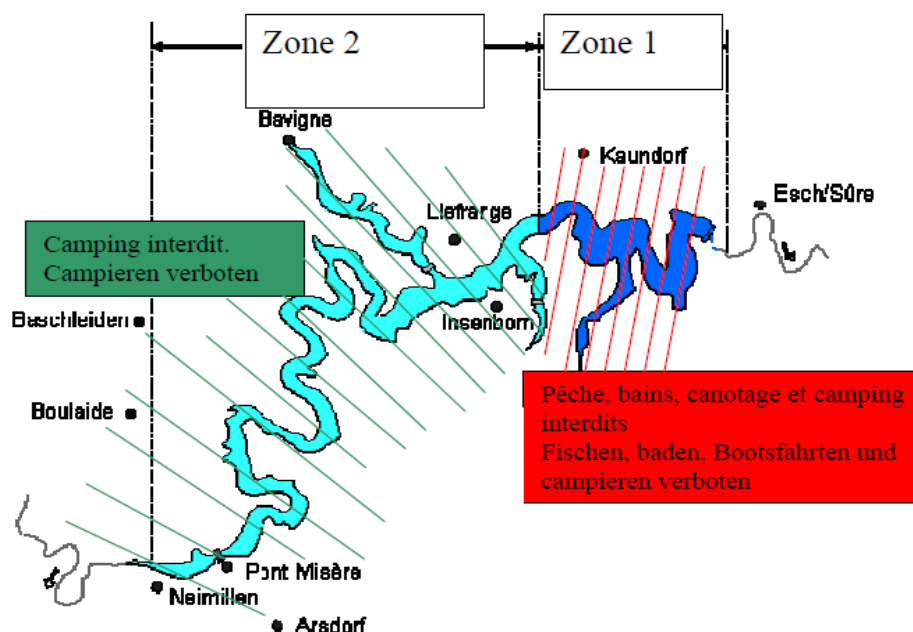 Zone 2
Zone 1
Bavigne
Kaundorf
Esch/Sûre
Liefrange
Camping interdit.
Campieren verboten
Insenborn
Baschleiden
Pêche, bains, canotage et camping
interdits
Fischen, baden, Bootsfahrten und
campieren verboten
Boulaide
Pont Misère
Neimillen
Arsdorf